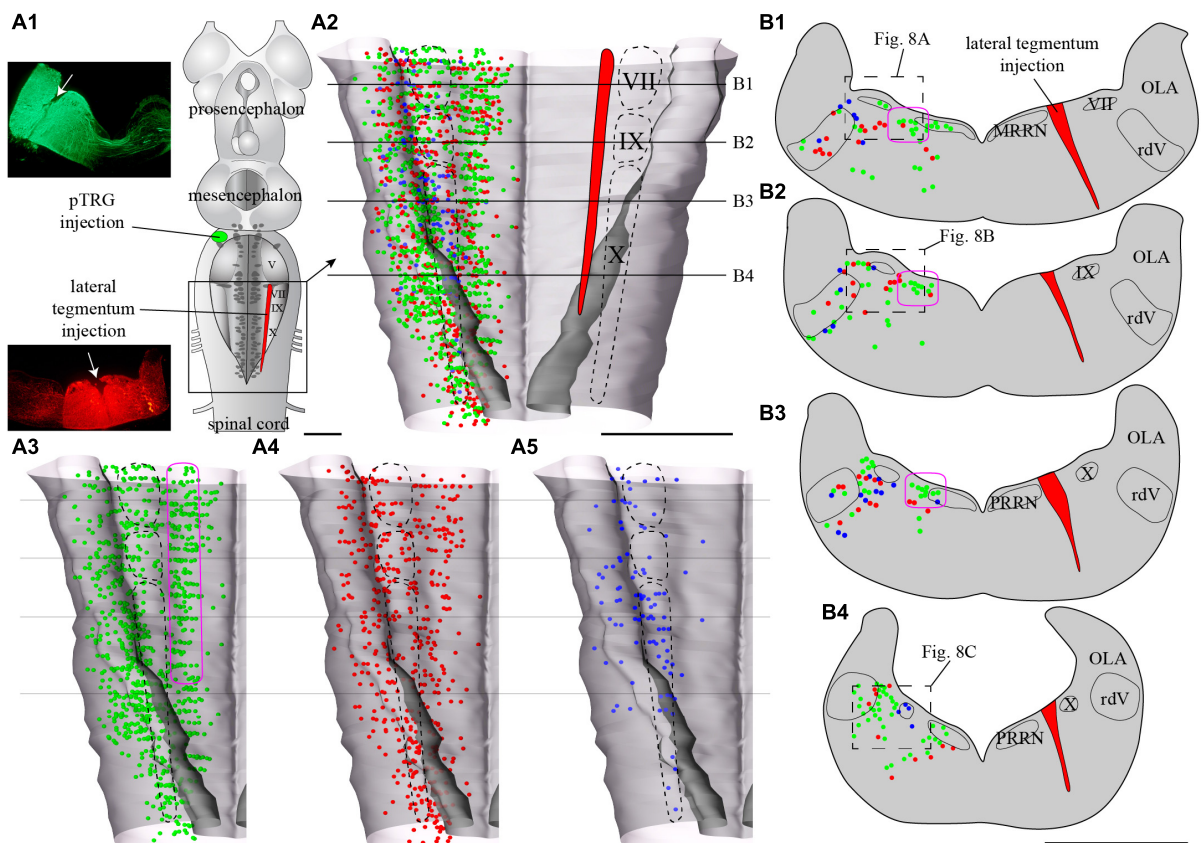 A1
prosencephalon
mesencephalon
pTRG
injection
V
lateral
tegmentum
injection
VII
IX
X
spinal cord
A2
VII
IX
X
B1
B2
B3
B4
A3
A4
A5
B1
Fig. 8A
lateral tegmentum
injection
MRRN
VII
OLA
rdV
B2
Fig. 8B
IX
OLA
rdV
B3
PRRN
X
OLA
rdV
B4
Fig. 8C
PRRN
X
OLA
rdV